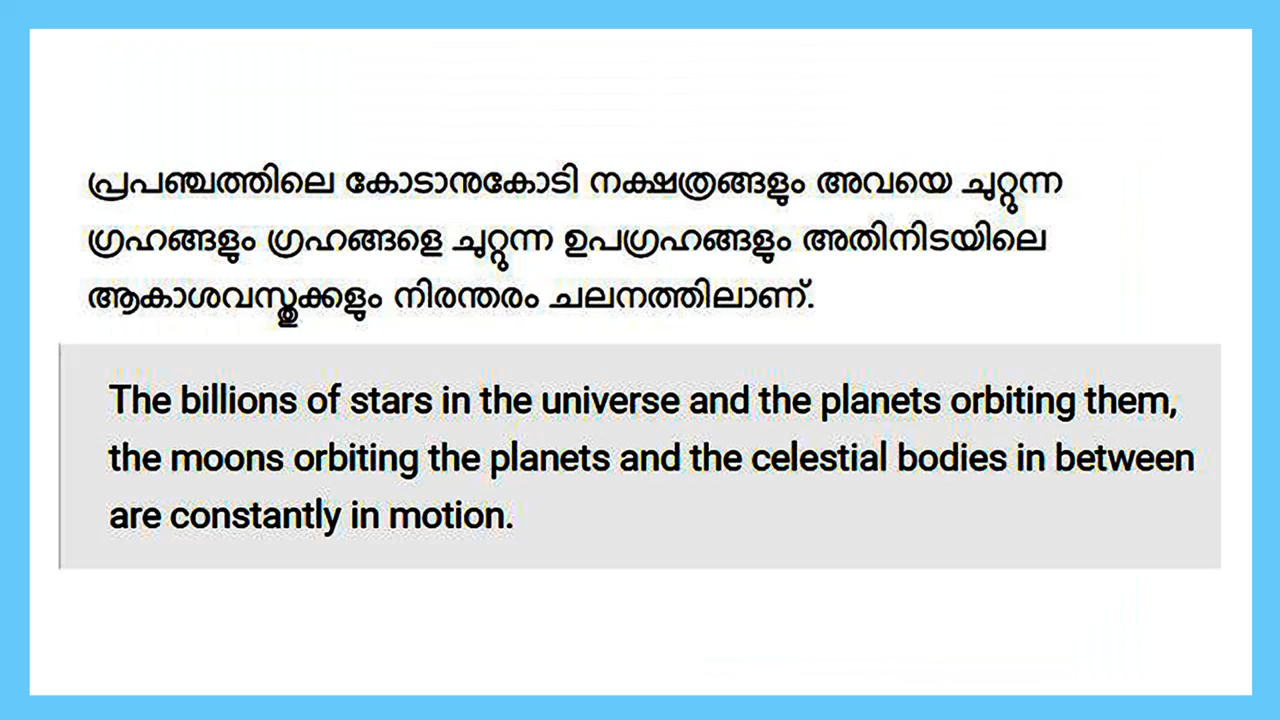 പ്രപഞ്ചത്തിലെ കോടാനുകോടി നക്ഷത്രങ്ങളും അവയെ ചുറ്റുന്ന
ഗ്രഹങ്ങളും ഗ്രഹങ്ങളെ ചുറ്റുന്ന ഉപഗ്രഹങ്ങളും അതിനിടയിലെ
ആകാശവസ്തുക്കളും നിരന്തരം ചലനത്തിലാണ്.
The billions of stars in the universe and the planets orbiting them,
the moons orbiting the planets and the celestial bodies in between
are constantly in motion.